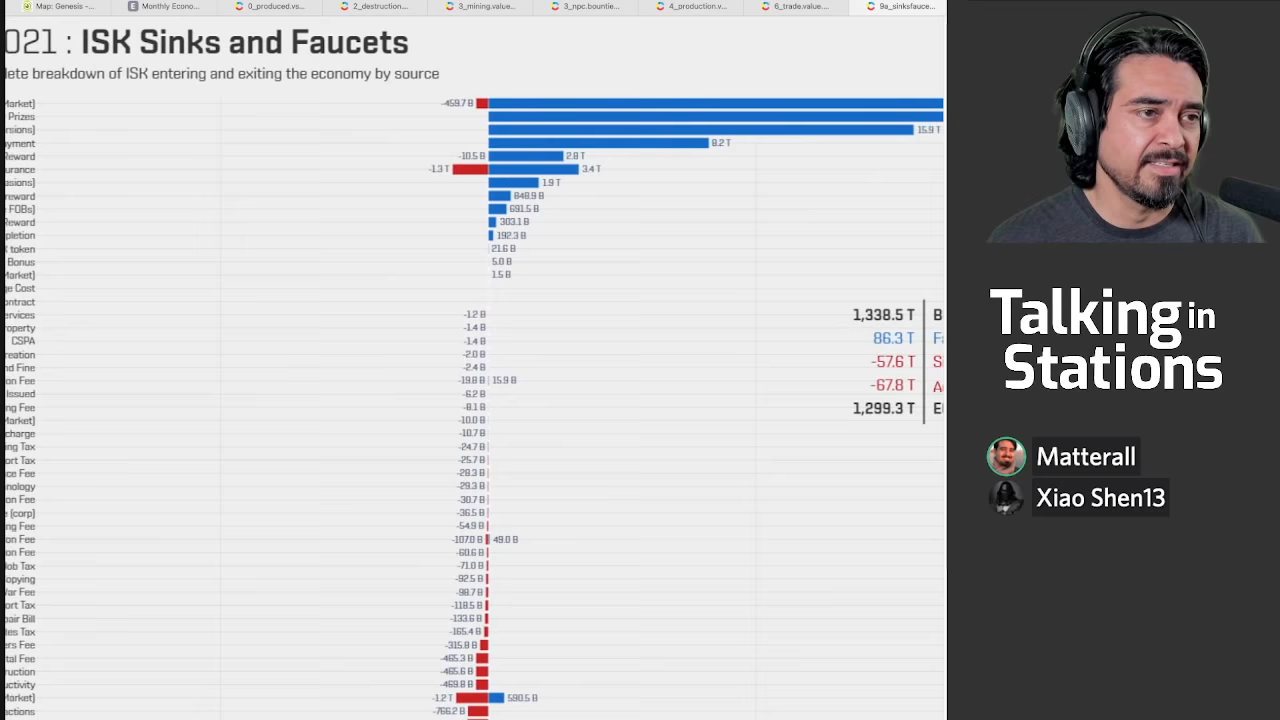 Map: Genesis -...
Monthly Econo...
0_produced.vs...
2_destruction....
3_mining.value...
3_npc.bountie...
4_production.v...
6_trade.value....
9a_sinksfauce...
021 : ISK Sinks and Faucets
lete breakdown of ISK entering and exiting the economy by source
Market] -459.7 B
Prizes
rsions] 15.9 T
yment 8.2 T
Reward -10.5 B 2.8 T
urance -1.3 T 3.4 T
asions] 1.9 T
reward 848.9 B
FOBs] 691.5 B
Reward 303.1 B
pletion 192.3 B
token 21.6 B
Bonus 5.0 B
Market] 1.5 B
ge Cost
ontract
ervices -1.2 B
roperty -1.4 B
CSPA -1.4 B
reation -2.0 B
nd Fine -2.4 B
on Fee -19.8 B 15.9 B
Issued -6.2 B
ng Fee -8.1 B
Market] -10.0 B
charge -10.7 B
ing Tax -24.7 B
ort Tax -25.7 B
ce Fee -28.3 B
nology -29.3 B
on Fee -30.7 B
e (corp) -36.5 B
ng Fee -54.9 B
on Fee -107.0 B 49.0 B
on Fee -60.6 B
Job Tax -71.0 B
opying -92.5 B
War Fee -98.7 B
ort Tax -118.5 B
pair Bill -133.6 B
les Tax -165.4 B
ers Fee -315.8 B
tal Fee -465.3 B
ruction -465.6 B
uctivity -469.8 B
Market] -1.2 T 590.5 B
actions -766.2 B
1,338.5 T B
86.3 T F
-57.6 T S
-67.8 T A
1,299.3 T E
Talking in
Stations
Matterall
Xiao Shen13